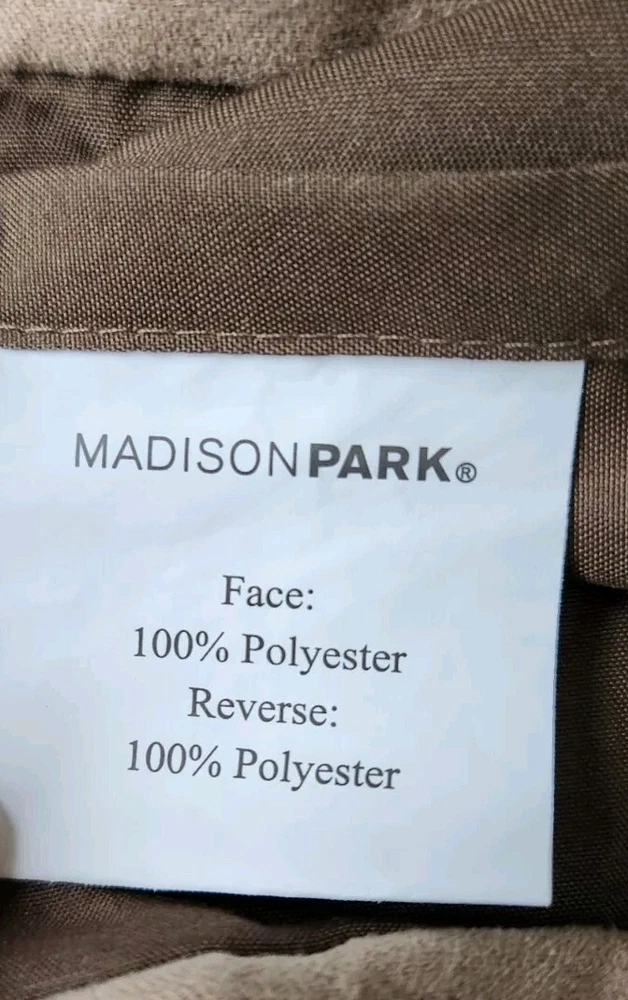 MADISONPARK®
Face:
100% Polyester
Reverse:
100% Polyester